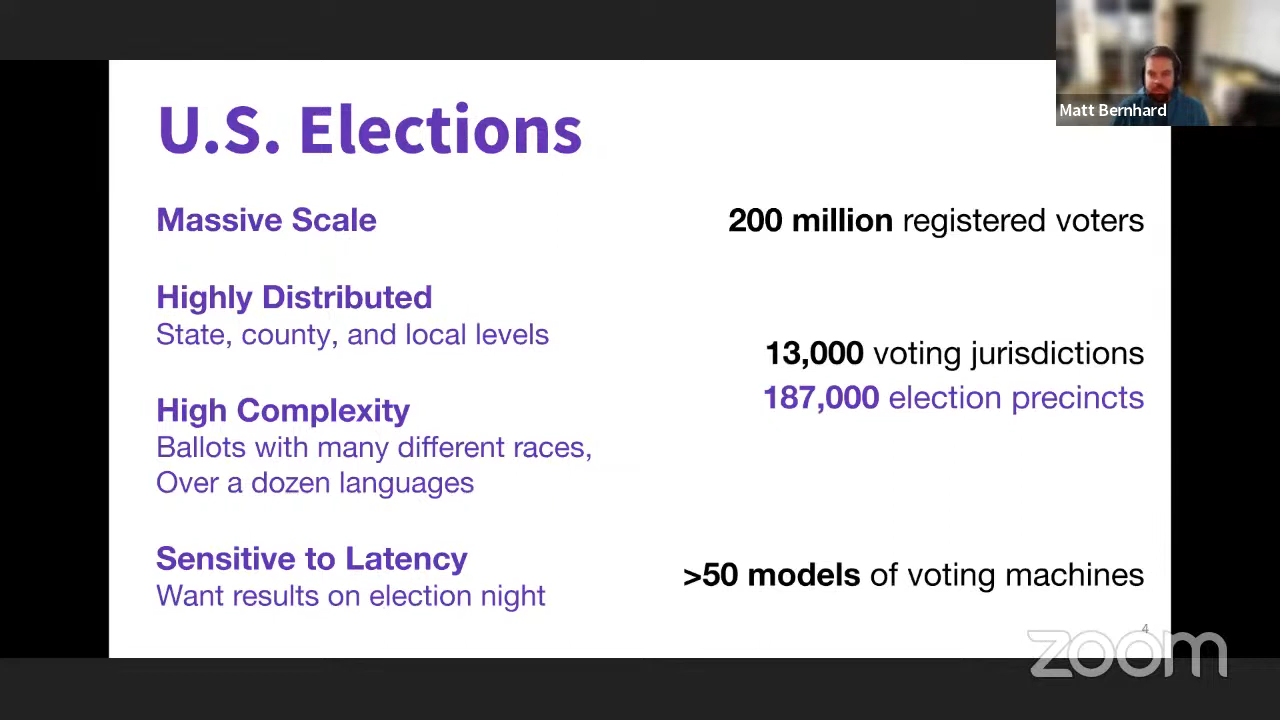 Matt Bernhard
U.S. Elections
Massive Scale
200 million registered voters
Highly Distributed
State, county, and local levels
13,000 voting jurisdictions
187,000 election precincts
High Complexity
Ballots with many different races,
Over a dozen languages
Sensitive to Latency
Want results on election night
>50 models of voting machines
4
zoom